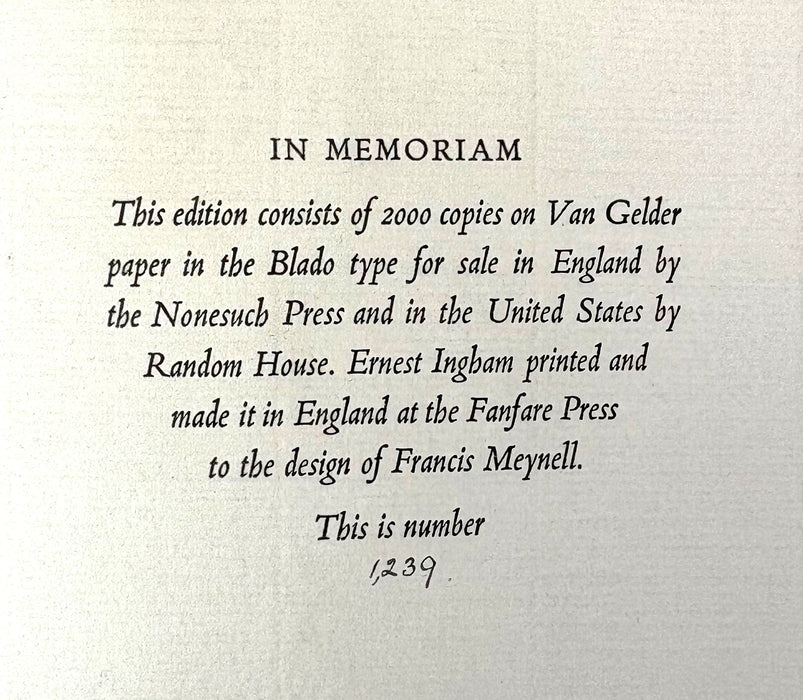 IN MEMORIAM
This edition consists of 2000 copies on Van Gelder
paper in the Blado type for sale in England by
the Nonesuch Press and in the United States by
Random House. Ernest Ingham printed and
made it in England at the Fanfare Press
to the design of Francis Meynell.
This is number
1,239.